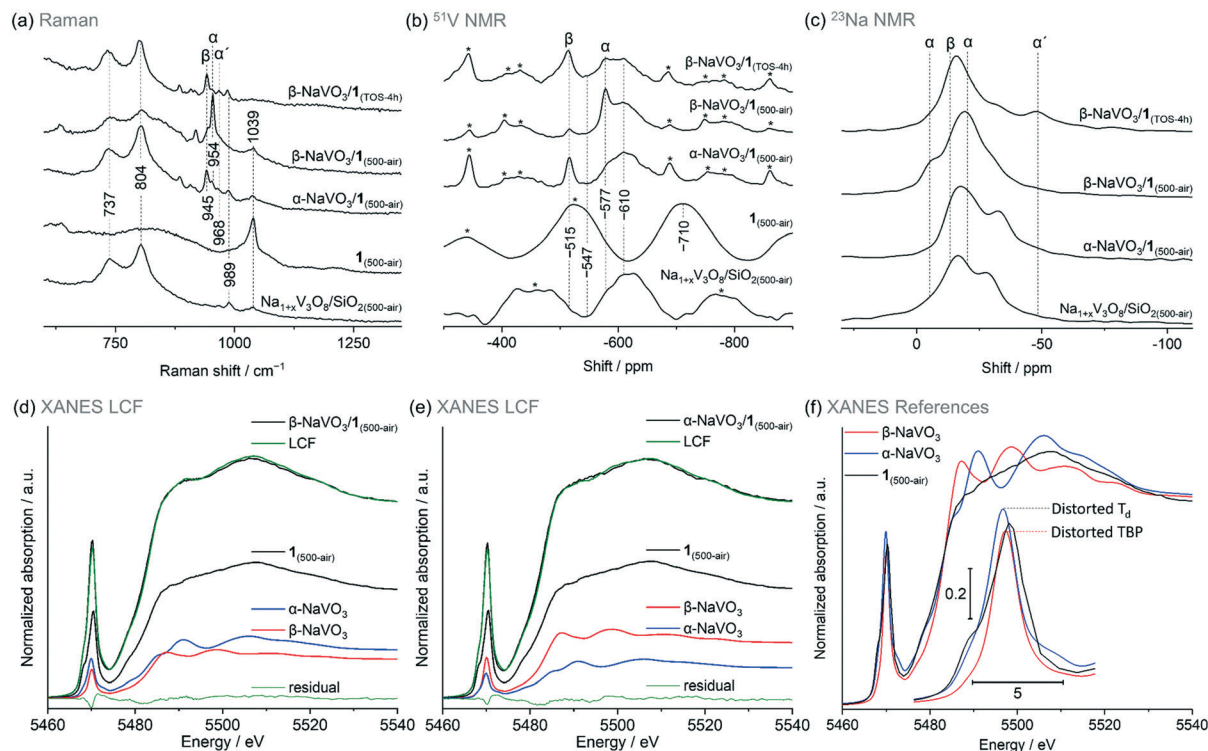 (a) Raman
α
β
α´
β-NaVO3/1(TOS-4h)
1039
β-NaVO3/1(500-air)
α-NaVO3/1(500-air)
737
804
945
954
968
989
1(500-air)
Na1+xV3O8/SiO2(500-air)
750
1000
1250
Raman shift / cm−1
(b) 51V NMR
β
α
* * * * * * *
β-NaVO3/1(TOS-4h)
* * * * * * *
β-NaVO3/1(500-air)
* * * * * * *
α-NaVO3/1(500-air)
−515
−547
−577
−610
−710
* *
1(500-air)
* *
Na1+xV3O8/SiO2(500-air)
-400
-600
-800
Shift / ppm
(c) 23Na NMR
α
β
α
α´
β-NaVO3/1(TOS-4h)
β-NaVO3/1(500-air)
α-NaVO3/1(500-air)
Na1+xV3O8/SiO2(500-air)
0
-50
-100
Shift / ppm
(d) XANES LCF
Normalized absorption / a.u.
β-NaVO3/1(500-air)
LCF
1(500-air)
α-NaVO3
β-NaVO3
residual
5460
5480
5500
5520
5540
Energy / eV
(e) XANES LCF
Normalized absorption / a.u.
α-NaVO3/1(500-air)
LCF
1(500-air)
β-NaVO3
α-NaVO3
residual
5460
5480
5500
5520
5540
Energy / eV
(f) XANES References
Normalized absorption / a.u.
β-NaVO3
α-NaVO3
1(500-air)
Distorted Td
Distorted TBP
0.2
5
5460
5480
5500
5520
5540
Energy / eV